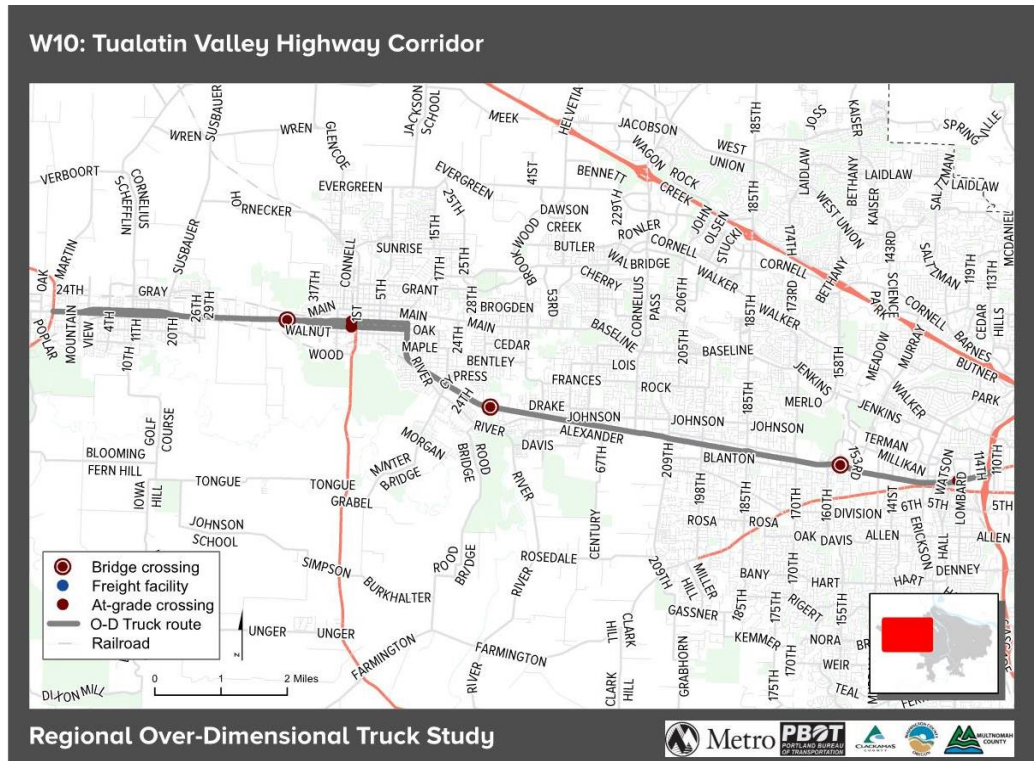 W10: Tualatin Valley Highway Corridor
SUSBAUER
WREN
WREN
GLENCOE
JACKSON
SCHOOL
MEEK
HELVETIA
JACOBSON
WEST
UNION
185TH
JOSS
KAISER
SPRING
VERBOORT
CORNELIUS
SCHEFFLIN
EVERGREEN
EVERGREEN
25TH
41ST
BENNETT
WAGON
ROCK
CREEK
LAIDLAW
BETHANY
KAISER
LAIDLAW
SALTZMAN
LAIDLAW
MARTIN
SUSBAUER
HORNECKER
SUNRISE
15TH
DAWSON
CREEK
BUTLER
229TH
RONLER
JOHN
OLSEN
STUCKI
185TH
174TH
WEST UNION
143RD
SALTZMAN
119TH
113TH
MCDANIEL
OAK
24TH
GRAY
317TH
CONNELL
5TH
17TH
25TH
GRANT
BROOKWOOD
CHERRY
WALBRIDGE
CORNELL
WALKER
CORNELL
BETHANY
SCIENCE
PARK
CORNELL
CEDAR
HILLS
POPLAR
MOUNTAIN
VIEW
4TH
11TH
10TH
20TH
26TH
29TH
MAIN
WALNUT
WOOD
1ST
MAIN
OAK
MAPLE
28TH
BROGDEN
24TH
MAIN
CEDAR
BENTLEY
53RD
CORNELIUS
PASS
206TH
BASELINE
LOIS
205TH
173RD
WALKER
BASELINE
158TH
MEADOW
MURRAY
BARNES
BUTNER
RIVER
CYPRESS
24TH
FRANCES
ROCK
185TH
JENKINS
MERLO
JENKINS
WALKER
PARK
GOLF
COURSE
MORGAN
RIVER
DRAKE
JOHNSON
ALEXANDER
DAVIS
JOHNSON
JOHNSON
BLANTON
153RD
TERMAN
MILLIKAN
WATSON
LOMBARD
114TH
110TH
BLOOMING
FERN HILL
IOWA
HILL
TONGUE
TONGUE
GRABEL
MINTER
BRIDGE
ROOD
BRIDGE
RIVER
67TH
209TH
198TH
185TH
170TH
160TH
141ST
DIVISION
6TH
5TH
5TH
JOHNSON
SCHOOL
SIMPSON
BURKHALTER
ROOD
BRIDGE
RIVER
ROSEDALE
CENTURY
209TH
ROSA
ROSA
OAK
DAVIS
ALLEN
ERICKSON
HALL
ALLEN
MILLER
HILL
BANY
170TH
HART
HART
DENNEY
GASSNER
185TH
175TH
RIGERT
155TH
UNGER
UNGER
FARMINGTON
FARMINGTON
CLARK
HILL
GRABHORN
KEMMER
170TH
NORA
WEIR
DIXON MILL
RIVER
CLARK
HILL
175TH
TEAL
Bridge crossing
Freight facility
At-grade crossing
O-D Truck route
Railroad
Z
0 1 2 Miles
Regional Over-Dimensional Truck Study
Metro
PBOT
PORTLAND BUREAU
OF TRANSPORTATION
CLACKAMAS
COUNTY
WASHINGTON COUNTY
OREGON
MULTNOMAH
COUNTY